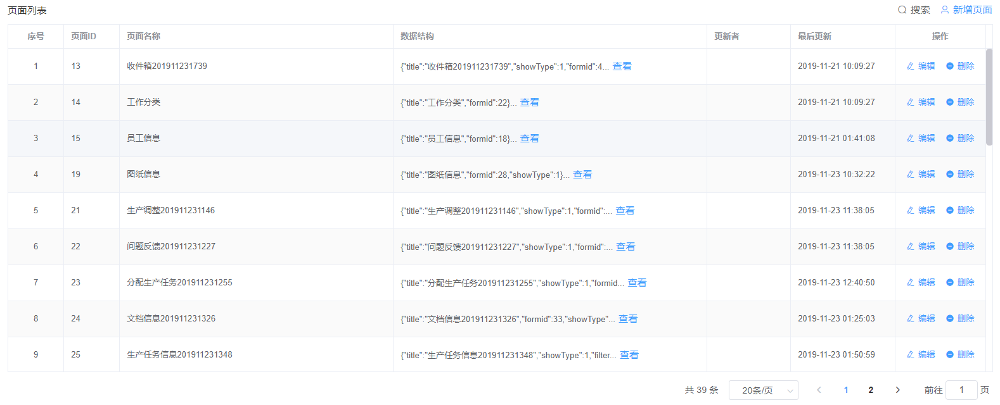 页面列表 搜索 新增页面
序号 页面ID 页面名称 数据结构 更新者 最后更新 操作
1 13 收件箱201911231739 {"title":"收件箱201911231739","showType":1,"formid":4... 查看 2019-11-21 10:09:27 编辑 删除
2 14 工作分类 {"title":"工作分类","formid":22}... 查看 2019-11-21 10:09:27 编辑 删除
3 15 员工信息 {"title":"员工信息","formid":18}... 查看 2019-11-21 01:41:08 编辑 删除
4 19 图纸信息 {"title":"图纸信息","formid":28,"showType":1}... 查看 2019-11-23 10:32:22 编辑 删除
5 21 生产调整201911231146 {"title":"生产调整201911231146","showType":1,"formid":... 查看 2019-11-23 11:38:05 编辑 删除
6 22 问题反馈201911231227 {"title":"问题反馈201911231227","showType":1,"formid":... 查看 2019-11-23 11:38:05 编辑 删除
7 23 分配生产任务201911231255 {"title":"分配生产任务201911231255","showType":1,"formid... 查看 2019-11-23 12:40:50 编辑 删除
8 24 文档信息201911231326 {"title":"文档信息201911231326","formid":33,"showType"... 查看 2019-11-23 01:25:03 编辑 删除
9 25 生产任务信息201911231348 {"title":"生产任务信息201911231348","showType":1,"filter... 查看 2019-11-23 01:50:59 编辑 删除
共 39 条 20条/页 1 2 前往 1 页